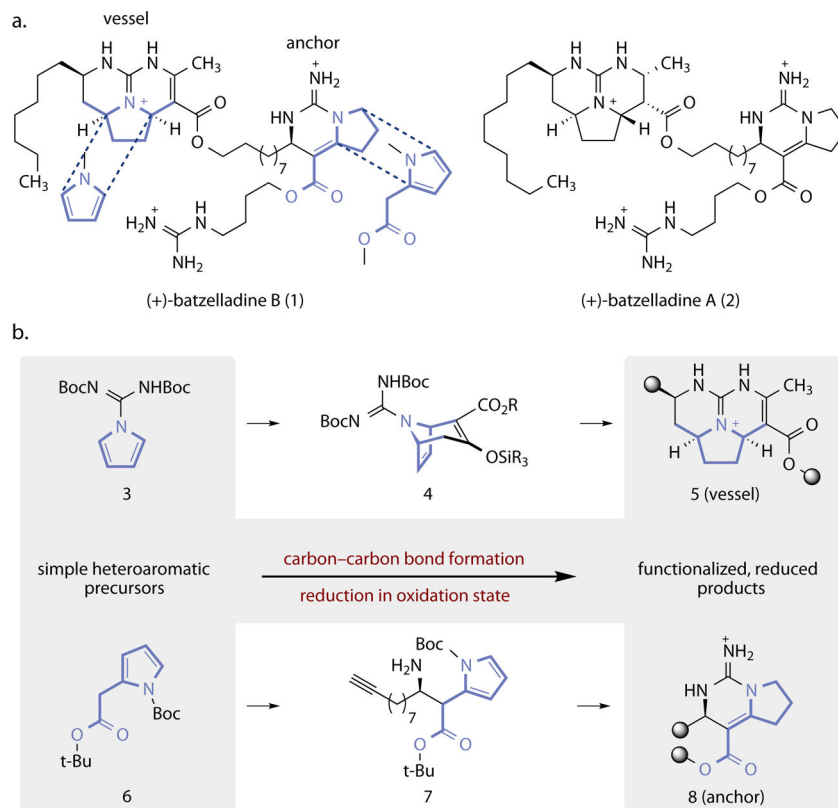 a.
vessel
anchor
H
N
H
N
CH3
N
+
H
H
O
O
CH3
N
+
NH2
HN
N
7
O
O
+
NH2
H
N
NH2
N
N
O
O
(+)-batzelladine B (1)
H
N
H
N
CH3
N
+
H
H
O
O
CH3
+
NH2
HN
N
7
O
O
+
NH2
H
N
NH2
(+)-batzelladine A (2)
b.
BocN
NHBoc
N
3
NHBoc
BocN
N
CO2R
OSiR3
4
H
N
H
N
CH3
N
+
H
H
O
O
5 (vessel)
simple heteroaromatic
precursors
carbon–carbon bond formation
reduction in oxidation state
functionalized, reduced
products
N
Boc
O
O
t-Bu
6
Boc
H2N
N
7
O
O
t-Bu
7
+
NH2
HN
N
O
O
8 (anchor)